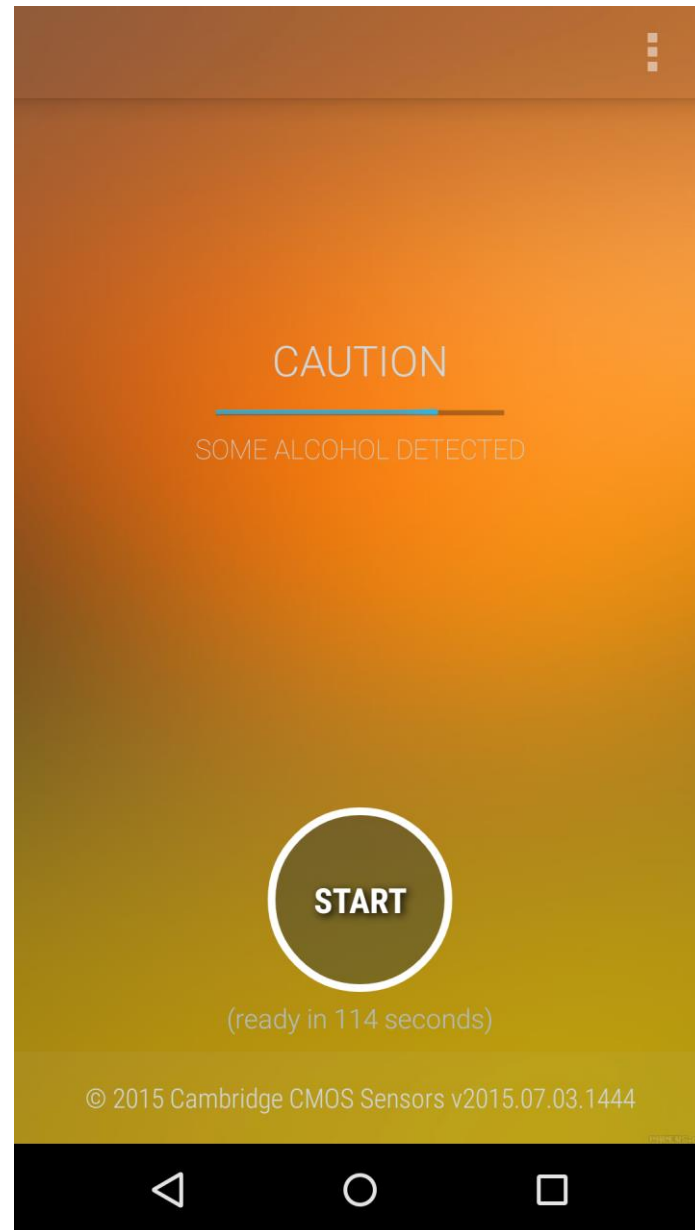 CAUTION
SOME ALCOHOL DETECTED
START
(ready in 114 seconds)
© 2015 Cambridge CMOS Sensors v2015.07.03.1444